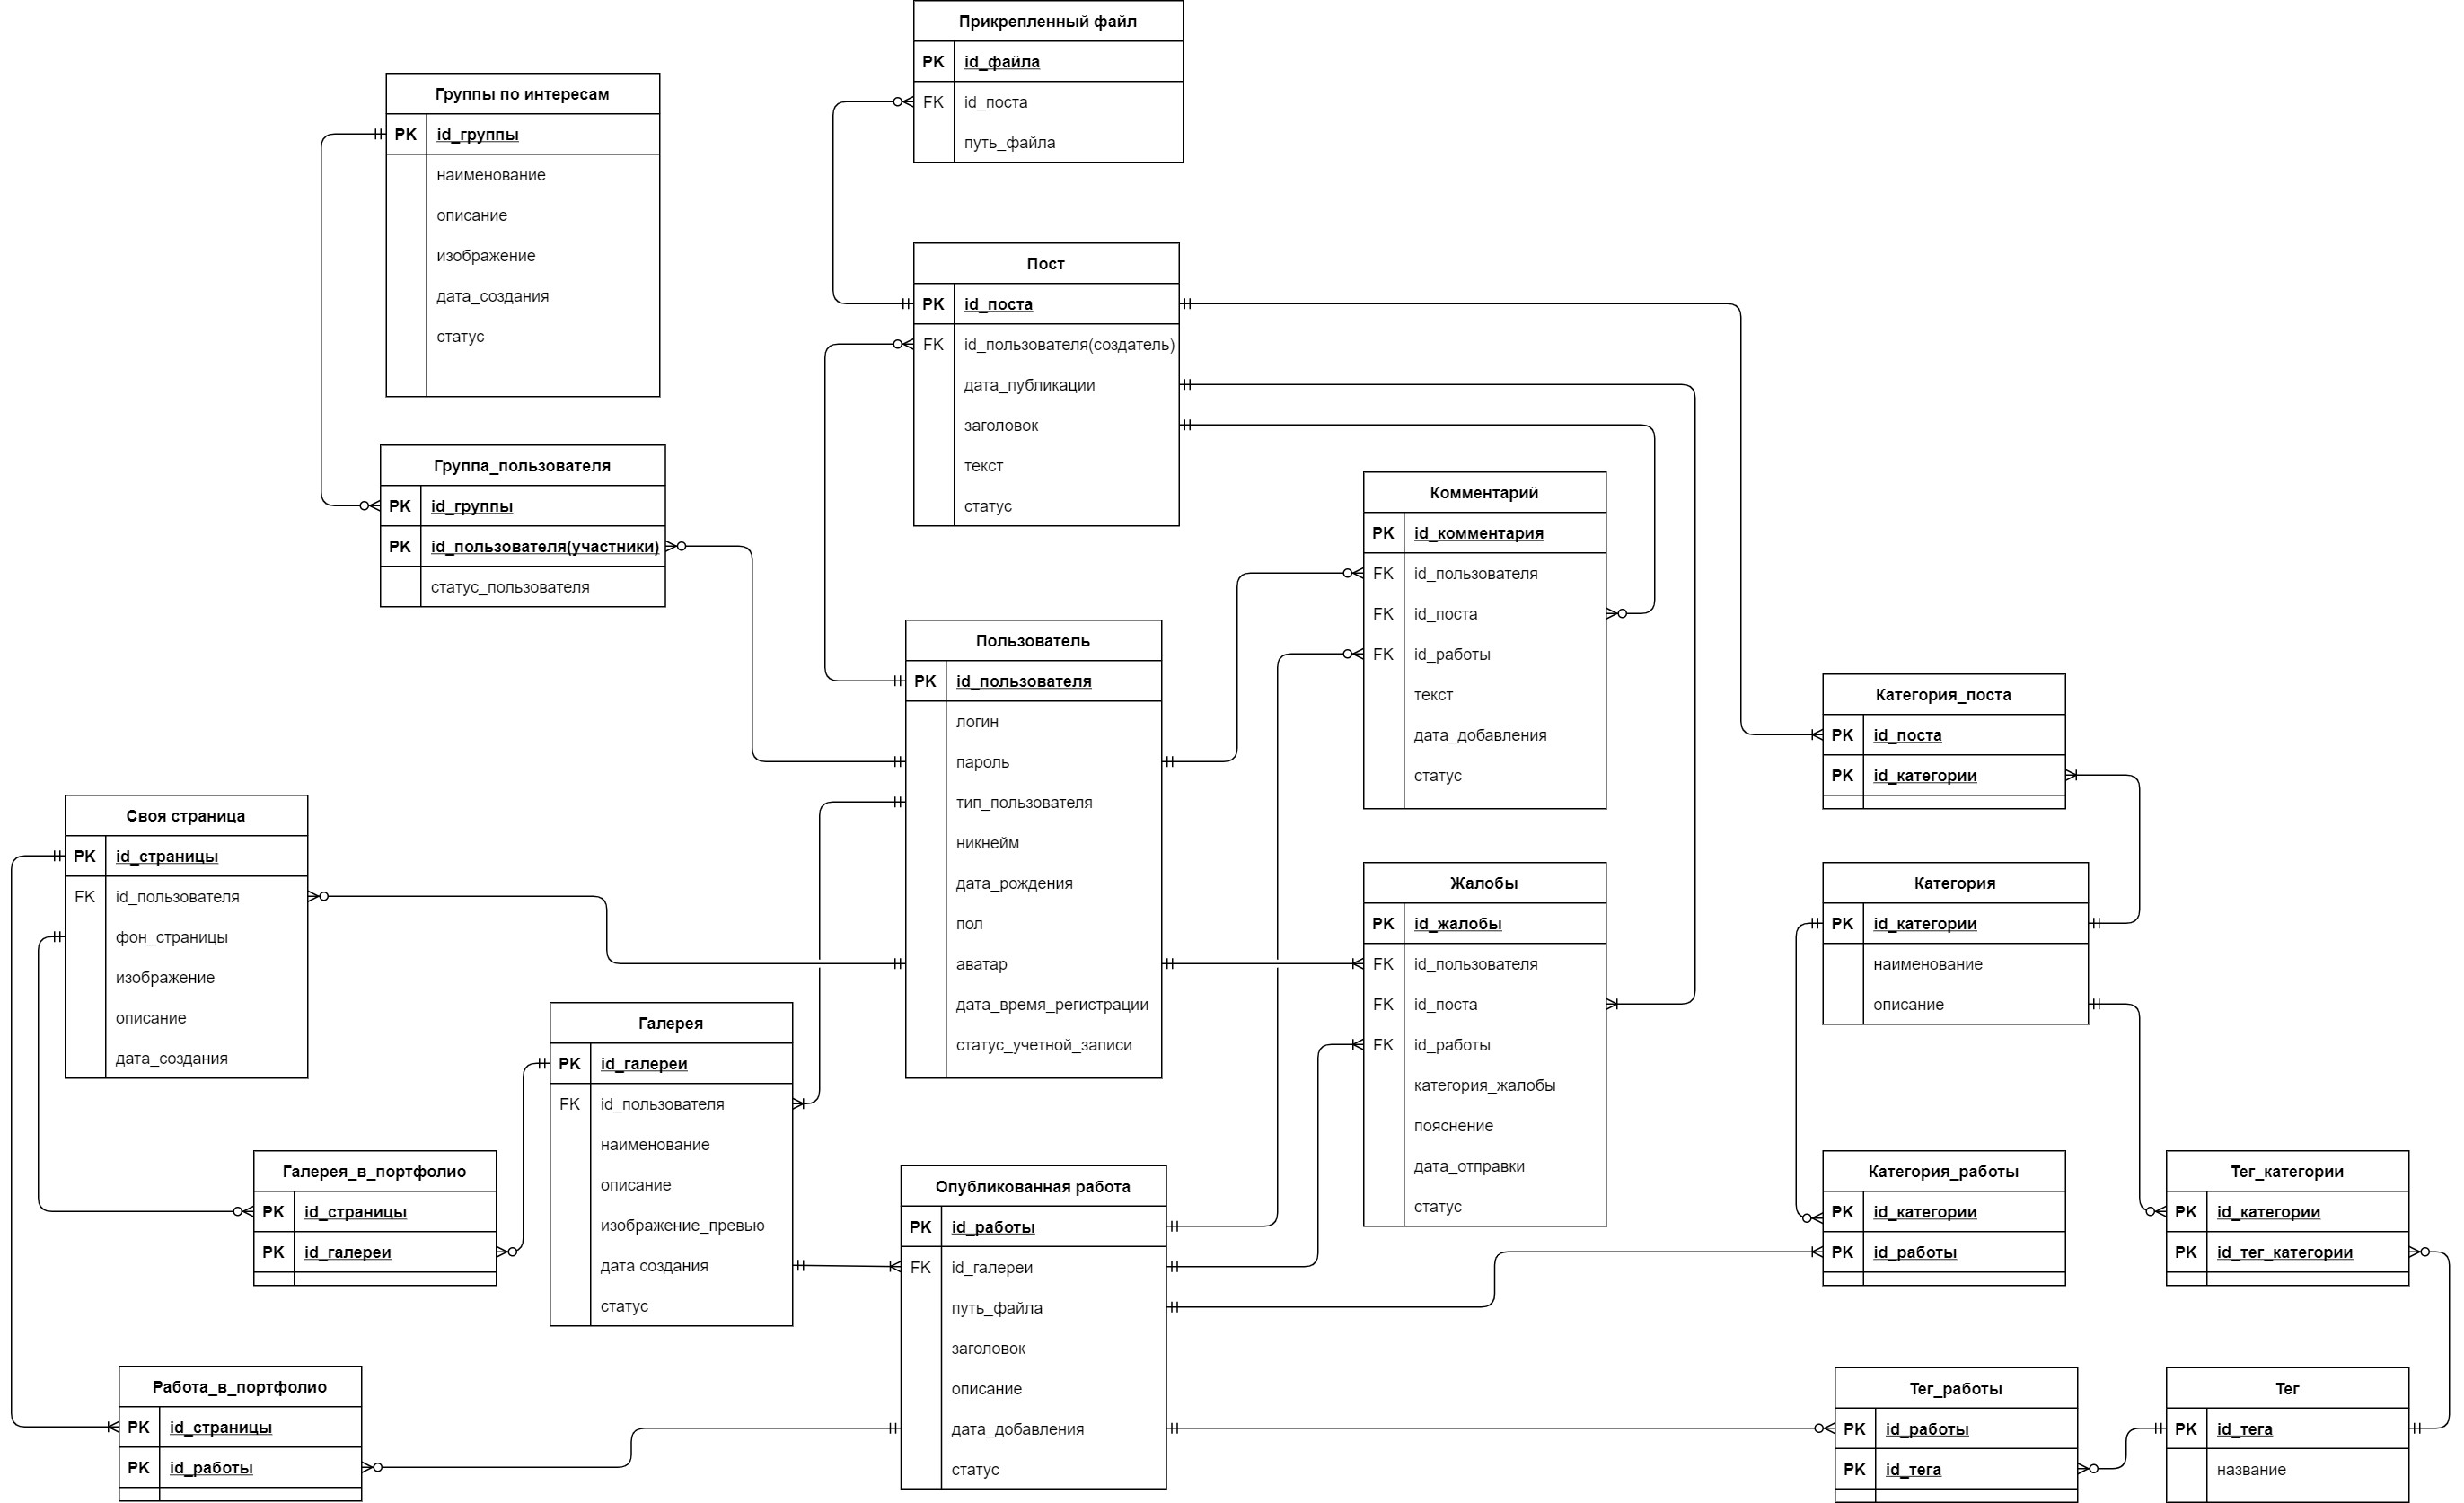 Прикрепленный файл
PK id_файла
FK id_поста
путь_файла
Группы по интересам
PK id_группы
наименование
описание
изображение
дата_создания
статус
Пост
PK id_поста
FK id_пользователя(создатель)
дата_публикации
заголовок
текст
статус
Группа_пользователя
PK id_группы
PK id_пользователя(участники)
статус_пользователя
Комментарий
PK id_комментария
FK id_пользователя
FK id_поста
FK id_работы
текст
дата_добавления
статус
Пользователь
PK id_пользователя
логин
пароль
тип_пользователя
никнейм
дата_рождения
пол
аватар
дата_время_регистрации
статус_учетной_записи
Категория_поста
PK id_поста
PK id_категории
Своя страница
PK id_страницы
FK id_пользователя
фон_страницы
изображение
описание
дата_создания
Жалобы
PK id_жалобы
FK id_пользователя
FK id_поста
FK id_работы
категория_жалобы
пояснение
дата_отправки
статус
Категория
PK id_категории
наименование
описание
Галерея
PK id_галереи
FK id_пользователя
наименование
описание
изображение_превью
дата создания
статус
Галерея_в_портфолио
PK id_страницы
PK id_галереи
Опубликованная работа
PK id_работы
FK id_галереи
путь_файла
заголовок
описание
дата_добавления
статус
Категория_работы
PK id_категории
PK id_работы
Тег_категории
PK id_категории
PK id_тег_категории
Работа_в_портфолио
PK id_страницы
PK id_работы
Тег_работы
PK id_работы
PK id_тега
Тег
PK id_тега
название